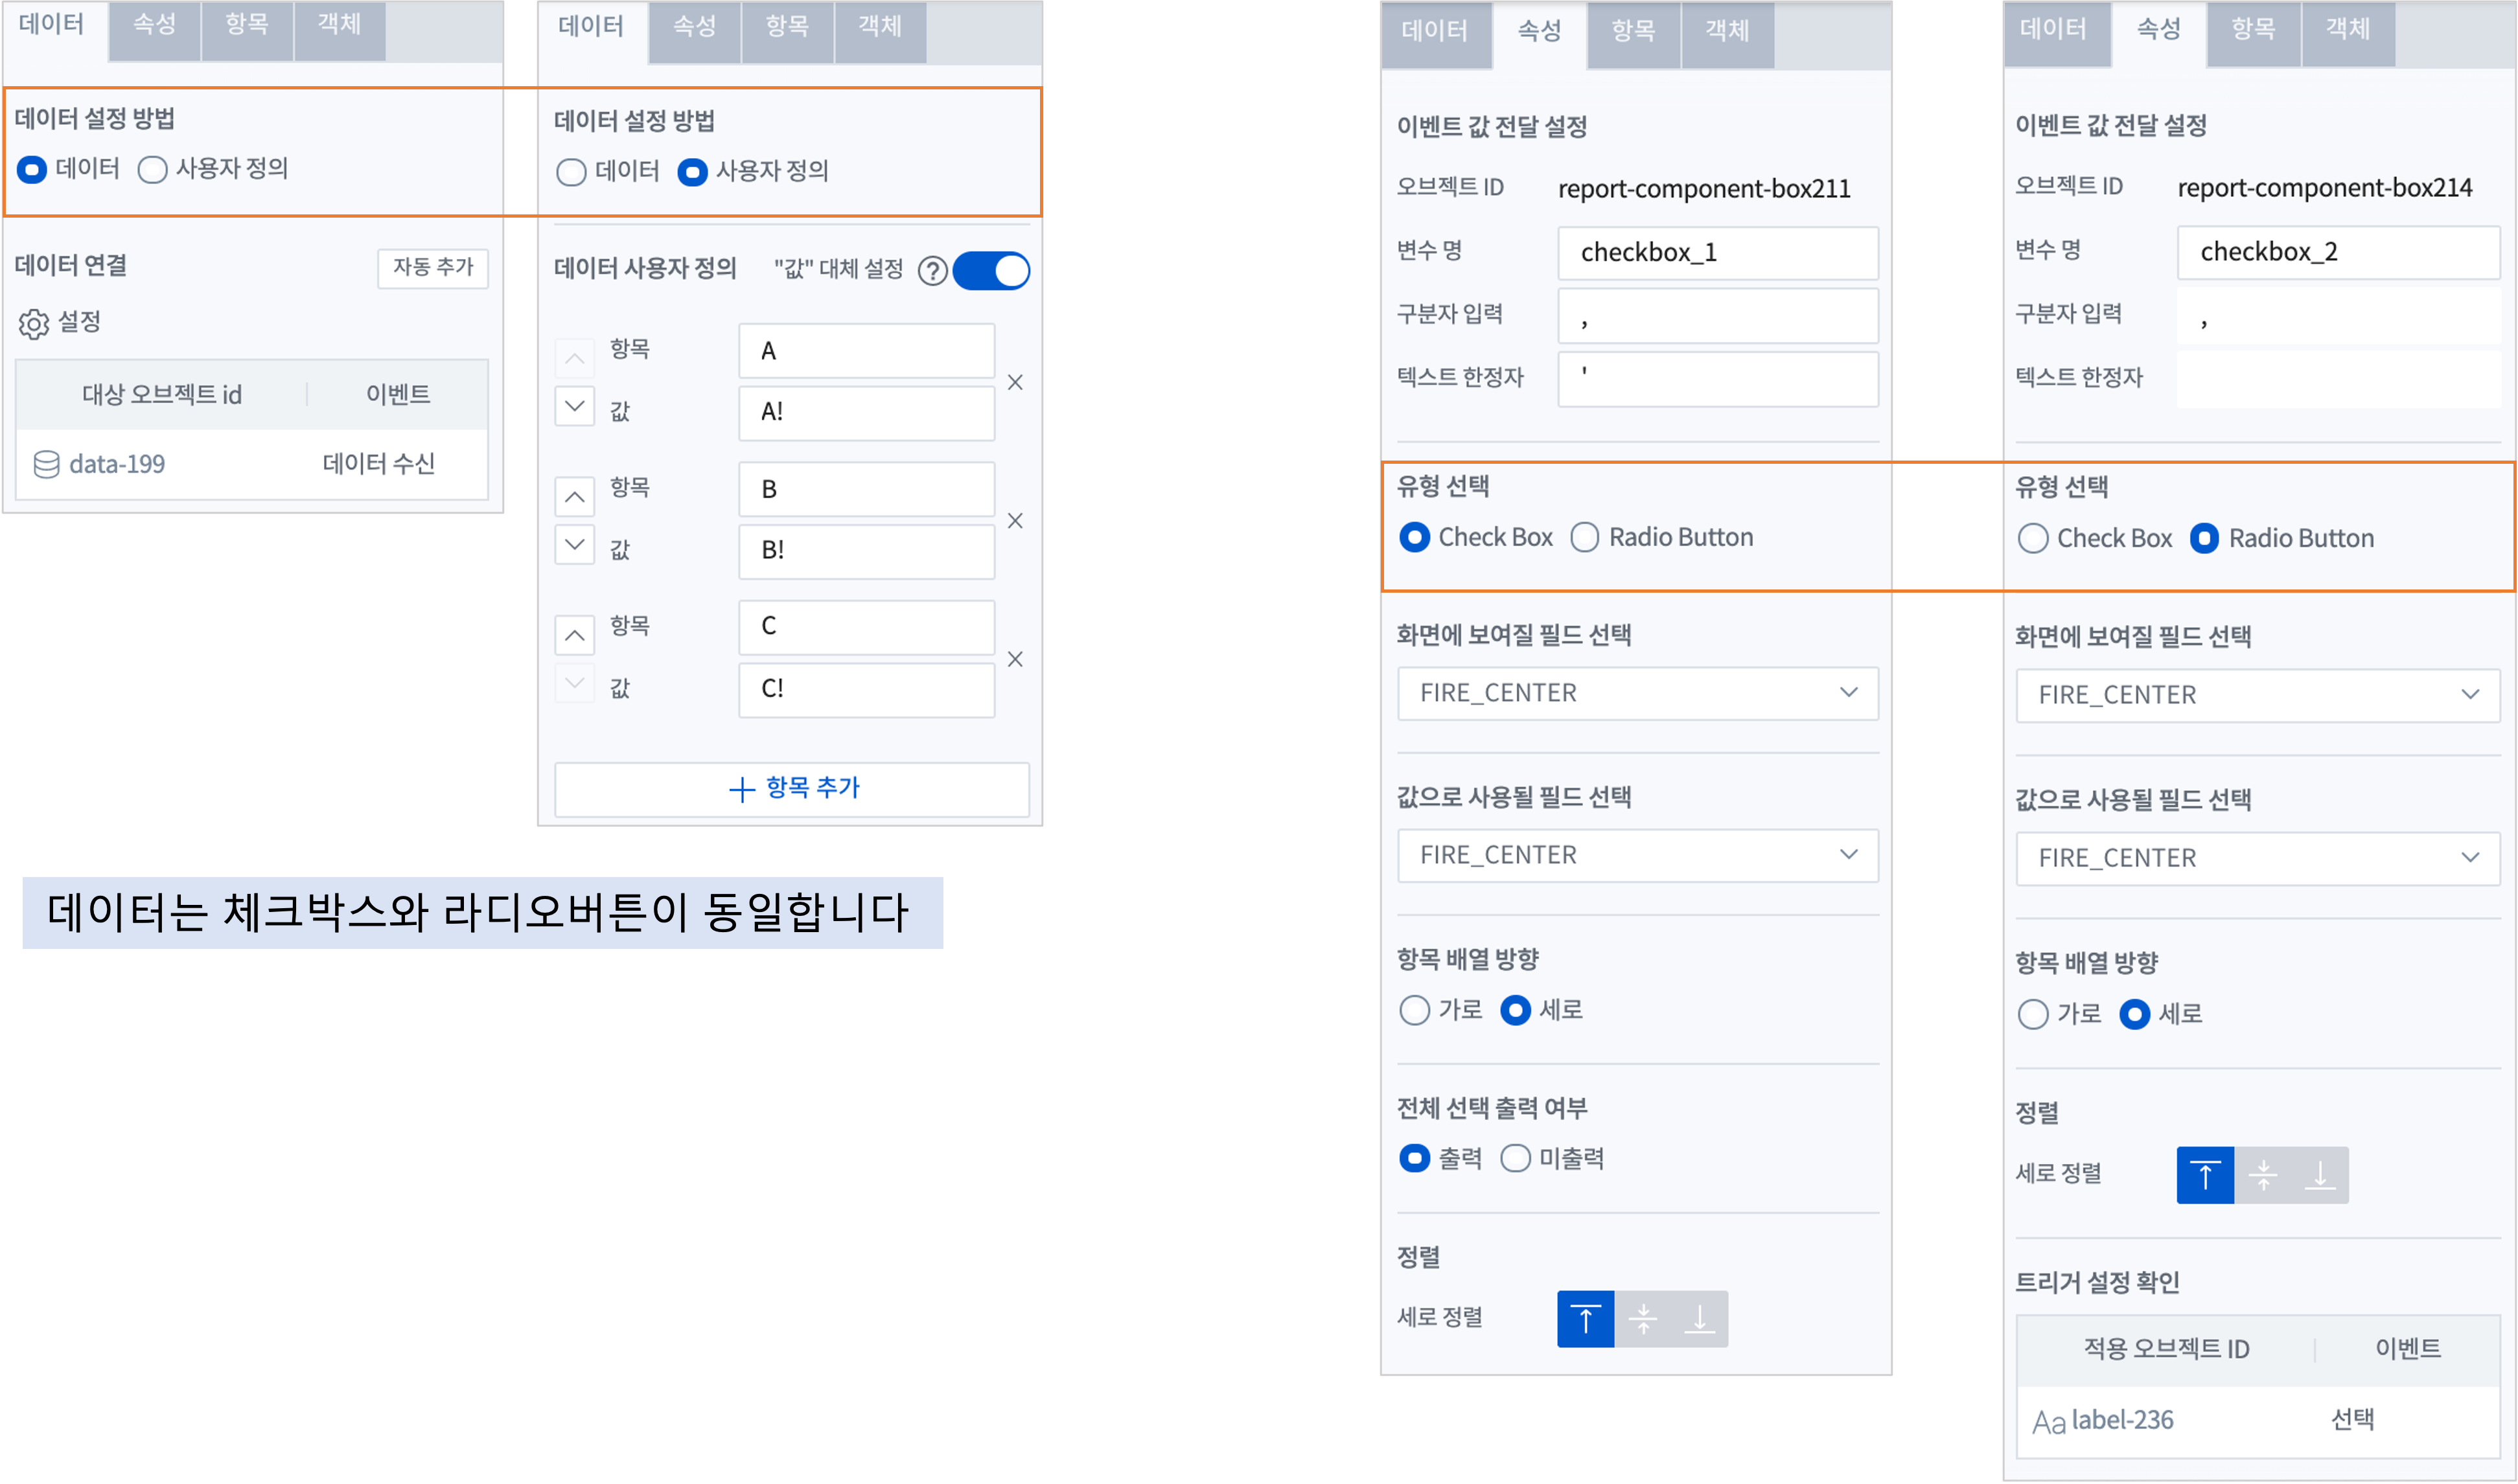 데이터 속성 항목 객체
데이터 설정 방법
데이터 사용자 정의
데이터 연결 자동 추가
설정
대상 오브젝트 id 이벤트
data-199 데이터 수신
데이터 속성 항목 객체
데이터 설정 방법
데이터 사용자 정의
데이터 사용자 정의 "값" 대체 설정 ?
항목 A
값 A!
항목 B
값 B!
항목 C
값 C!
+ 항목 추가
데이터는 체크박스와 라디오버튼이 동일합니다
데이터 속성 항목 객체
이벤트 값 전달 설정
오브젝트 ID report-component-box211
변수 명 checkbox_1
구분자 입력 ,
텍스트 한정자 '
유형 선택
Check Box Radio Button
화면에 보여질 필드 선택
FIRE_CENTER
값으로 사용될 필드 선택
FIRE_CENTER
항목 배열 방향
가로 세로
전체 선택 출력 여부
출력 미출력
정렬
세로 정렬
데이터 속성 항목 객체
이벤트 값 전달 설정
오브젝트 ID report-component-box214
변수 명 checkbox_2
구분자 입력 ,
텍스트 한정자
유형 선택
Check Box Radio Button
화면에 보여질 필드 선택
FIRE_CENTER
값으로 사용될 필드 선택
FIRE_CENTER
항목 배열 방향
가로 세로
정렬
세로 정렬
트리거 설정 확인
적용 오브젝트 ID 이벤트
Aa label-236 선택